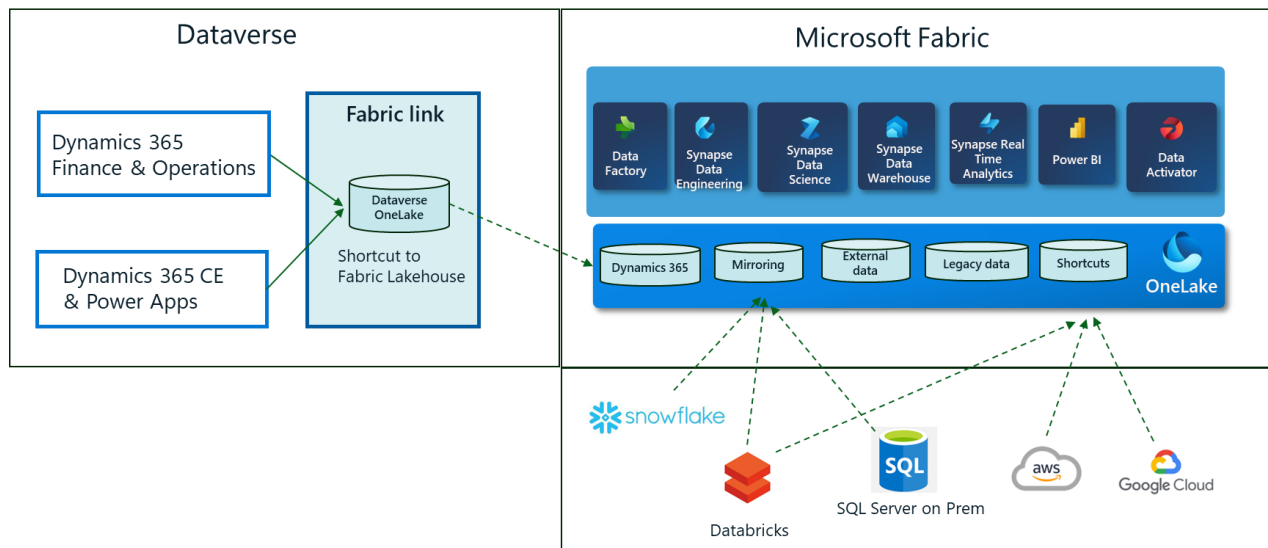 Dataverse
Microsoft Fabric
Dynamics 365
Finance & Operations
Dynamics 365 CE
& Power Apps
Fabric link
Dataverse
OneLake
Shortcut to
Fabric Lakehouse
Data
Factory
Synapse
Data
Engineering
Synapse
Data
Science
Synapse
Data
Warehouse
Synapse Real
Time
Analytics
Power BI
Data
Activator
Dynamics 365
Mirroring
External
data
Legacy data
Shortcuts
OneLake
snowflake
Databricks
SQL
SQL Server on Prem
aws
Google Cloud